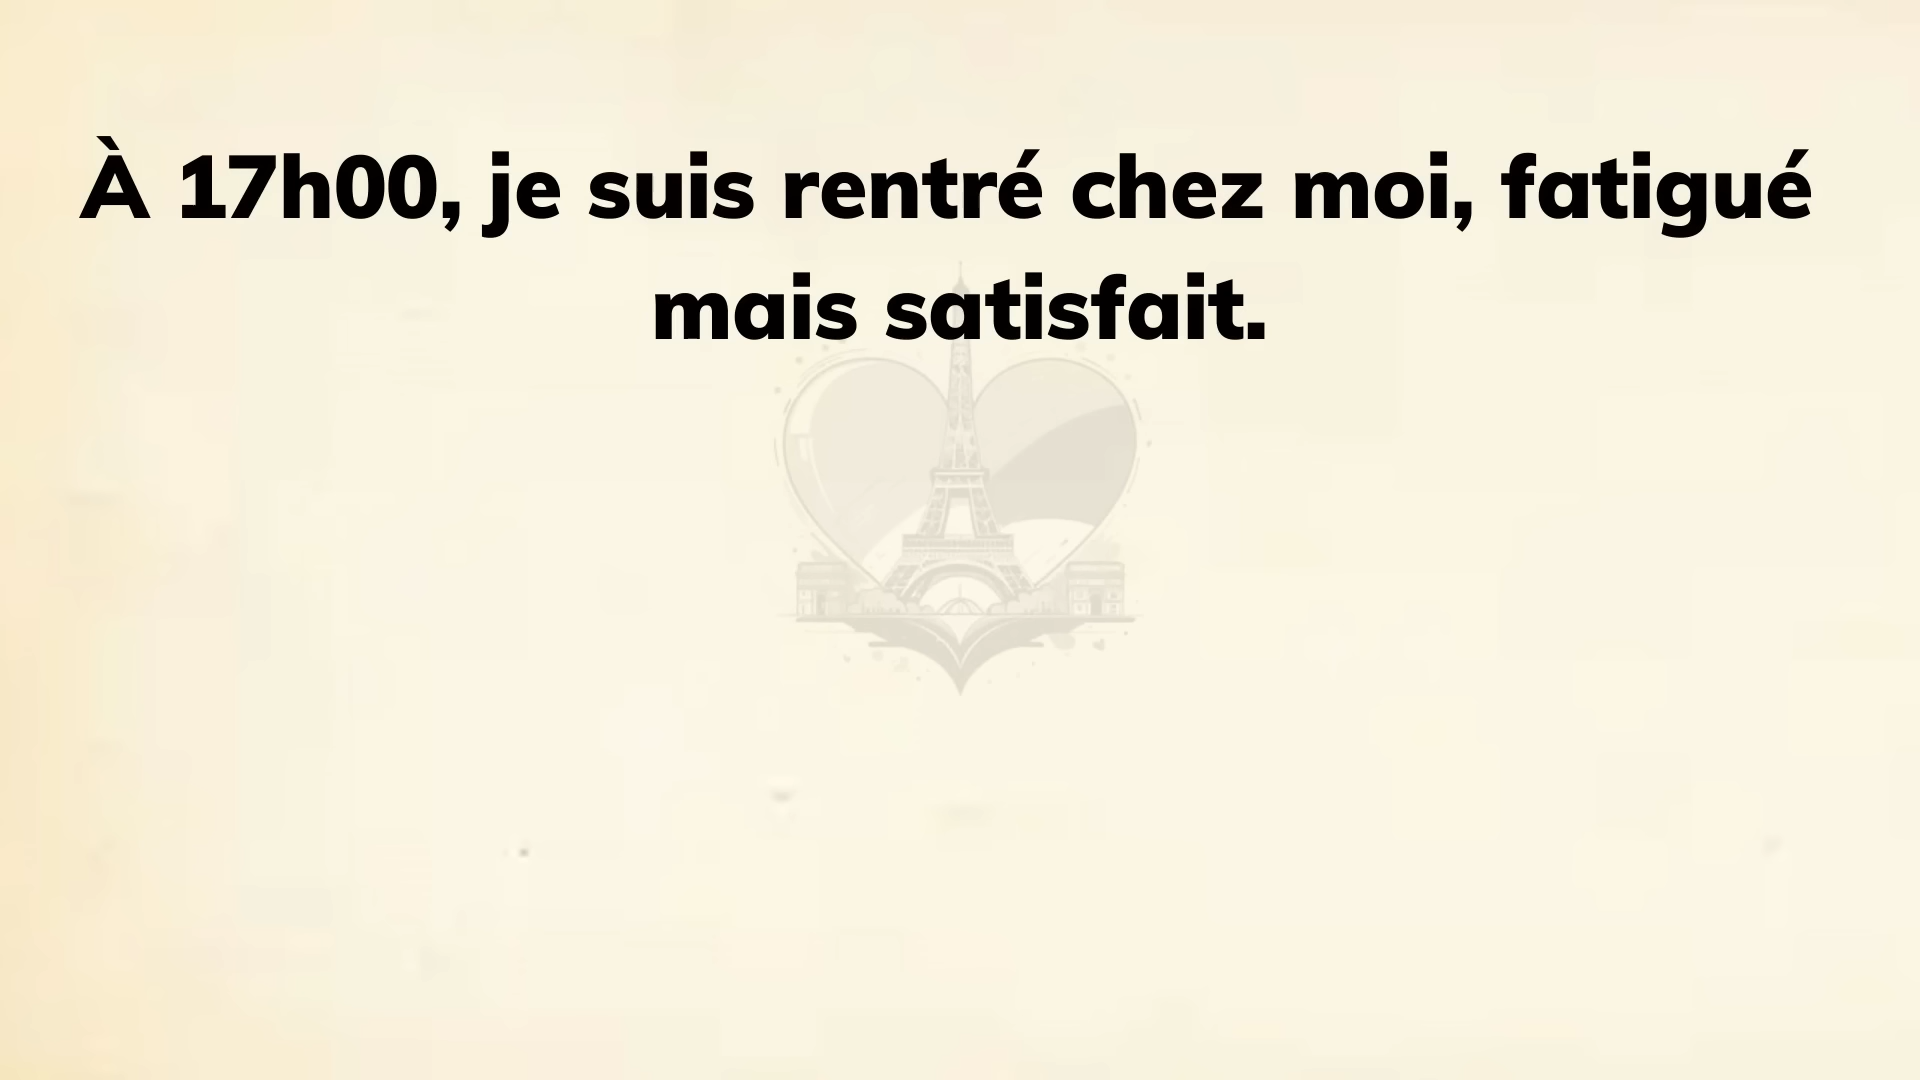 À 17h00, je suis rentré chez moi, fatigué
mais satisfait.